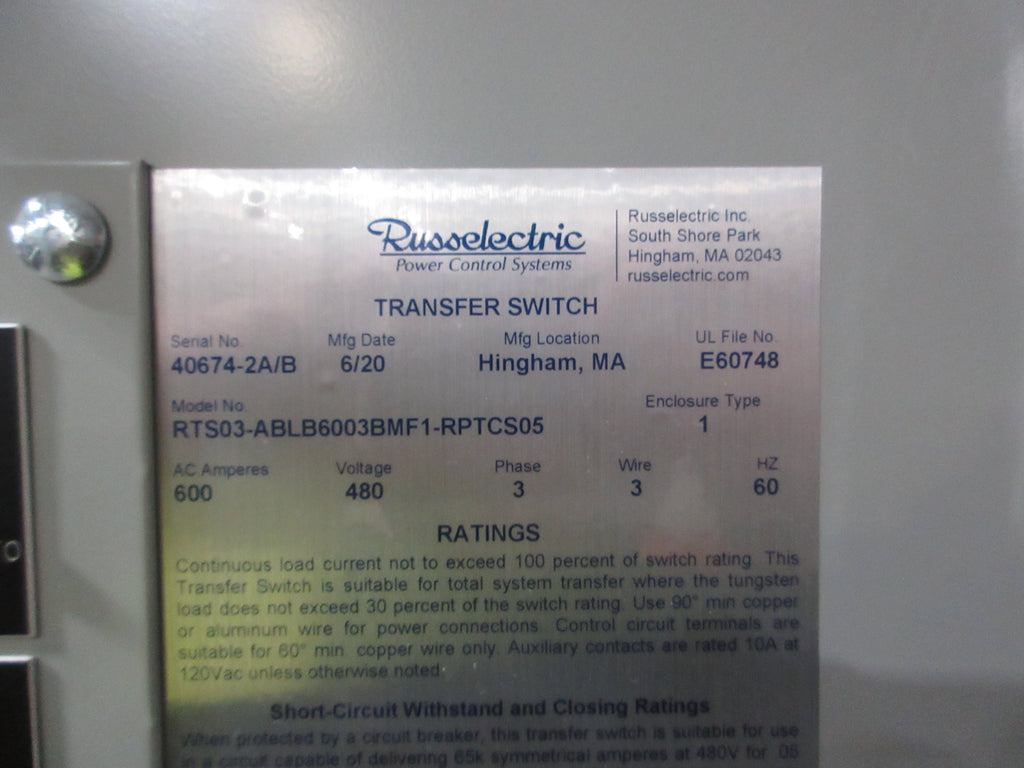 Russelectric
Power Control Systems
Russelectric Inc.
South Shore Park
Hingham, MA 02043
russelectric.com
TRANSFER SWITCH
Serial No. Mfg Date Mfg Location UL File No.
40674-2A/B 6/20 Hingham, MA E60748
Model No. Enclosure Type
RTS03-ABLB6003BMF1-RPTCS05 1
AC Amperes Voltage Phase Wire HZ
600 480 3 3 60
RATINGS
Continuous load current not to exceed 100 percent of switch rating. This
Transfer Switch is suitable for total system transfer where the tungsten
load does not exceed 30 percent of the switch rating. Use 90° min copper
or aluminum wire for power connections. Control circuit terminals are
suitable for 60° min. copper wire only. Auxiliary contacts are rated 10A at
120Vac unless otherwise noted.
Short-Circuit Withstand and Closing Ratings
When protected by a circuit breaker, this transfer switch is suitable for use
in a circuit capable of delivering 65k symmetrical amperes at 480V for .05
O